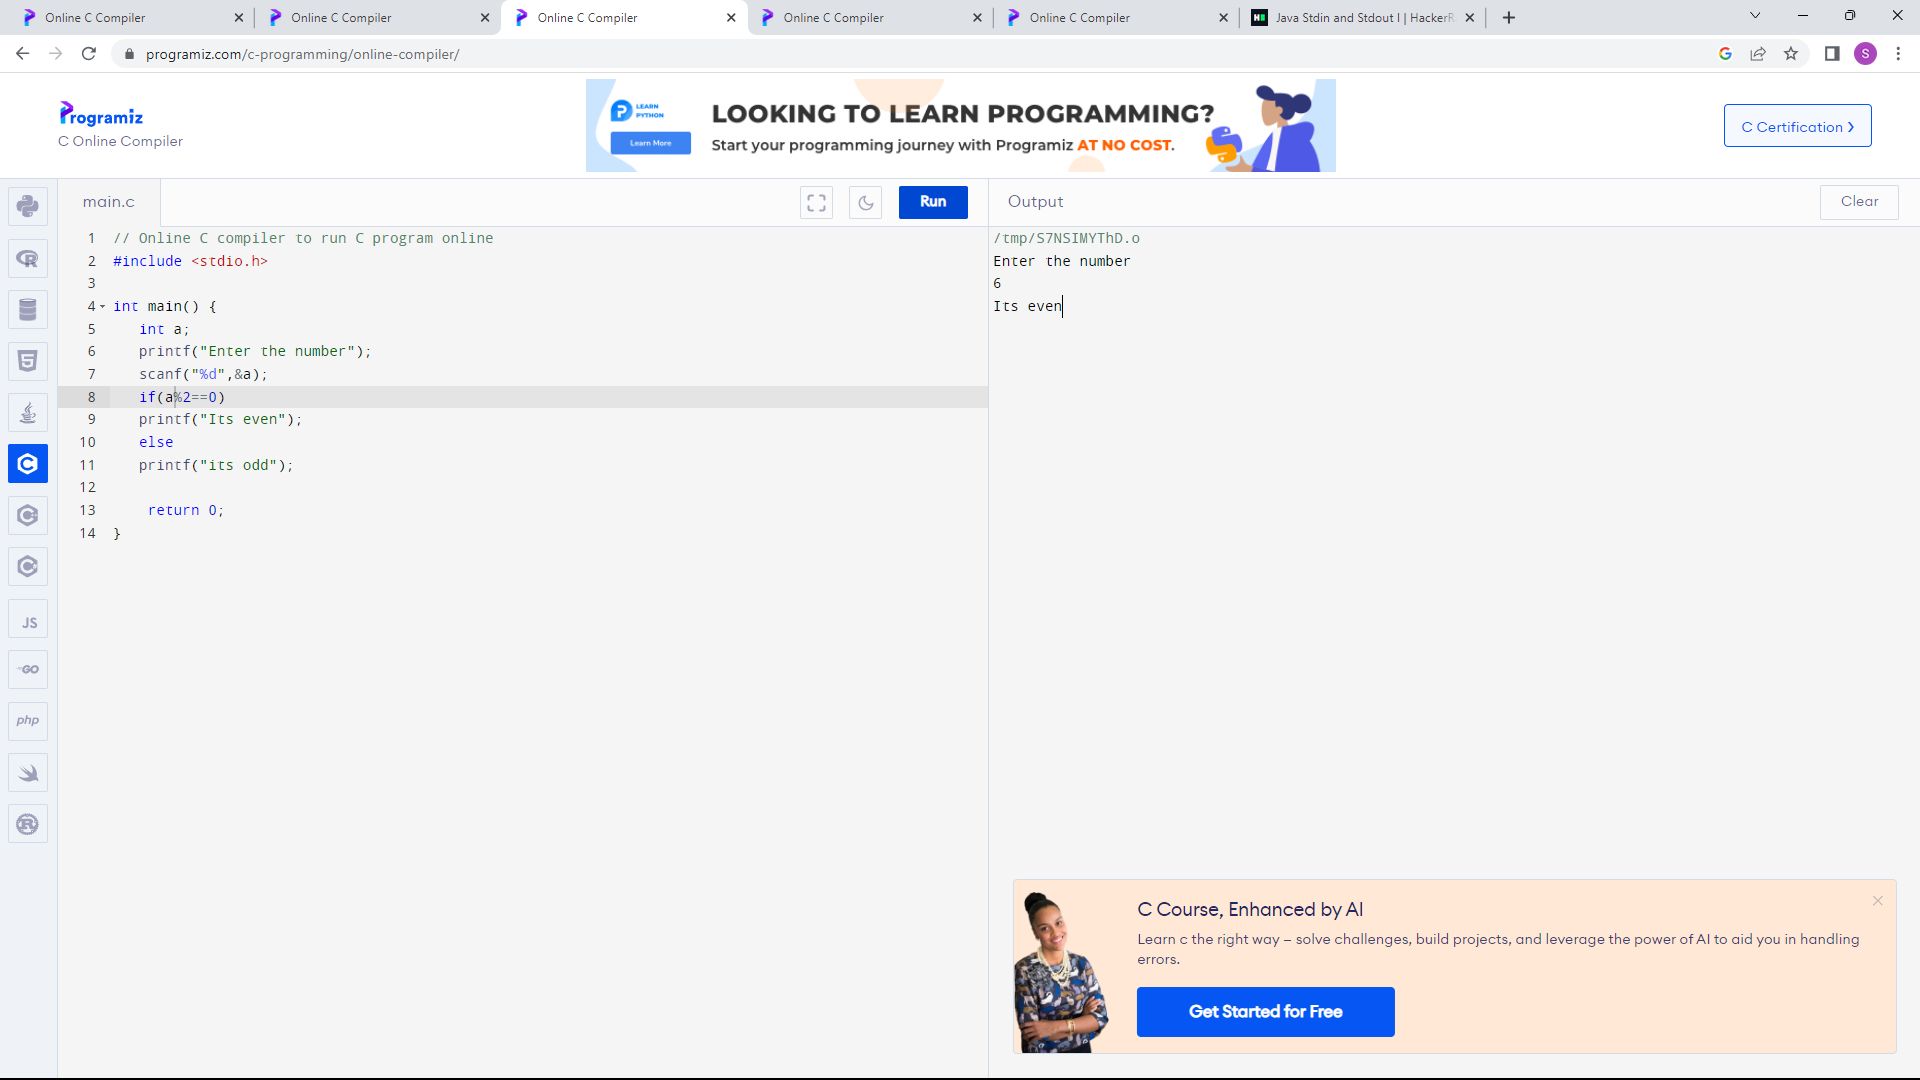 Online C Compiler
Online C Compiler
Online C Compiler
Online C Compiler
Online C Compiler
Java Stdin and Stdout I | HackerR
programiz.com/c-programming/online-compiler/
S
Programiz
C Online Compiler
LEARN
PYTHON
Learn More
LOOKING TO LEARN PROGRAMMING?
Start your programming journey with Programiz AT NO COST.
C Certification
main.c
Run
Output
Clear
1 // Online C compiler to run C program online
2 #include <stdio.h>
3
4 int main() {
5 int a;
6 printf("Enter the number");
7 scanf("%d",&a);
8 if(a%2==0)
9 printf("Its even");
10 else
11 printf("its odd");
12
13 return 0;
14 }
/tmp/S7NSIMYThD.o
Enter the number
6
Its even
JS
GO
php
C Course, Enhanced by AI
Learn c the right way – solve challenges, build projects, and leverage the power of AI to aid you in handling
errors.
Get Started for Free